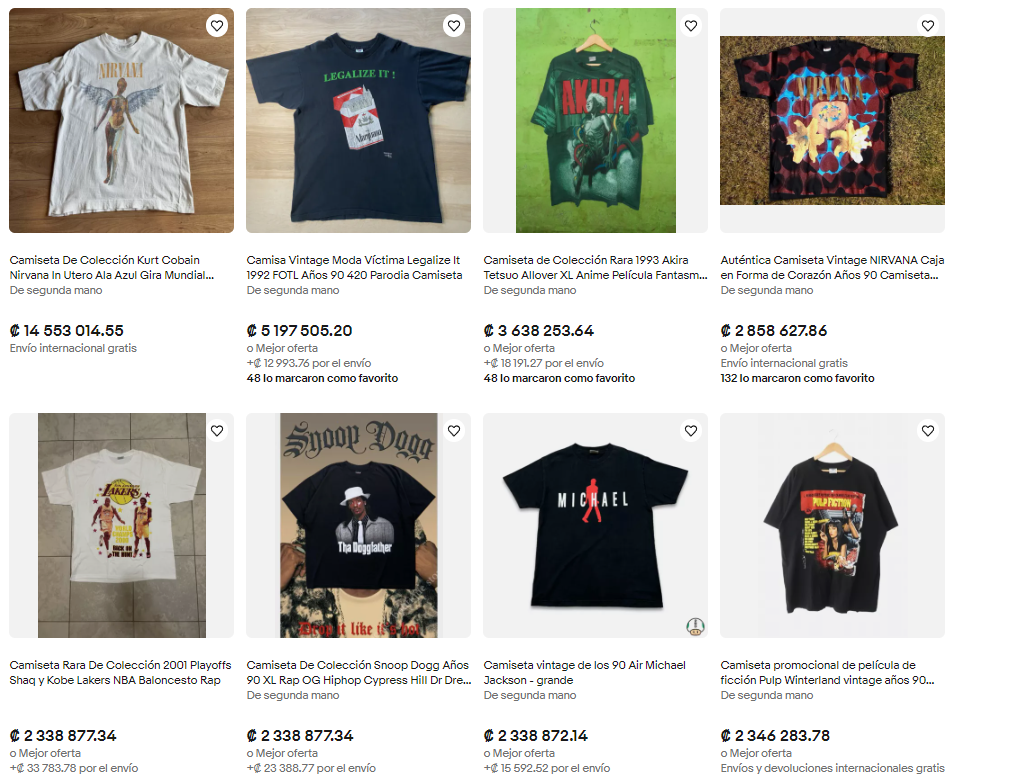 NIRVANA
LEGALIZE IT !
Marijuana
AKIRA
NIRVANA
Camiseta De Colección Kurt Cobain
Nirvana In Utero Ala Azul Gira Mundial...
De segunda mano
₡ 14 553 014.55
Envío internacional gratis
Camisa Vintage Moda Víctima Legalize It
1992 FOTL Años 90 420 Parodia Camiseta
De segunda mano
₡ 5 197 505.20
o Mejor oferta
+₡ 12 993.76 por el envío
48 lo marcaron como favorito
Camiseta de Colección Rara 1993 Akira
Tetsuo Allover XL Anime Película Fantasm...
De segunda mano
₡ 3 638 253.64
o Mejor oferta
+₡ 18 191.27 por el envío
48 lo marcaron como favorito
Auténtica Camiseta Vintage NIRVANA Caja
en Forma de Corazón Años 90 Camiseta...
De segunda mano
₡ 2 858 627.86
o Mejor oferta
Envío internacional gratis
132 lo marcaron como favorito
LAKERS
BACK ON
THE HUNT
Snoop Dogg
Tha Doggfather
Drop it like it's hot
MICHAEL
PULP FICTION
Camiseta Rara De Colección 2001 Playoffs
Shaq y Kobe Lakers NBA Baloncesto Rap
₡ 2 338 877.34
o Mejor oferta
+₡ 33 783.78 por el envío
Camiseta De Colección Snoop Dogg Años
90 XL Rap OG Hiphop Cypress Hill Dr Dre...
De segunda mano
₡ 2 338 877.34
o Mejor oferta
+₡ 23 388.77 por el envío
Camiseta vintage de los 90 Air Michael
Jackson - grande
De segunda mano
₡ 2 338 872.14
o Mejor oferta
+₡ 15 592.52 por el envío
Camiseta promocional de película de
ficción Pulp Winterland vintage años 90...
De segunda mano
₡ 2 346 283.78
o Mejor oferta
Envíos y devoluciones internacionales gratis